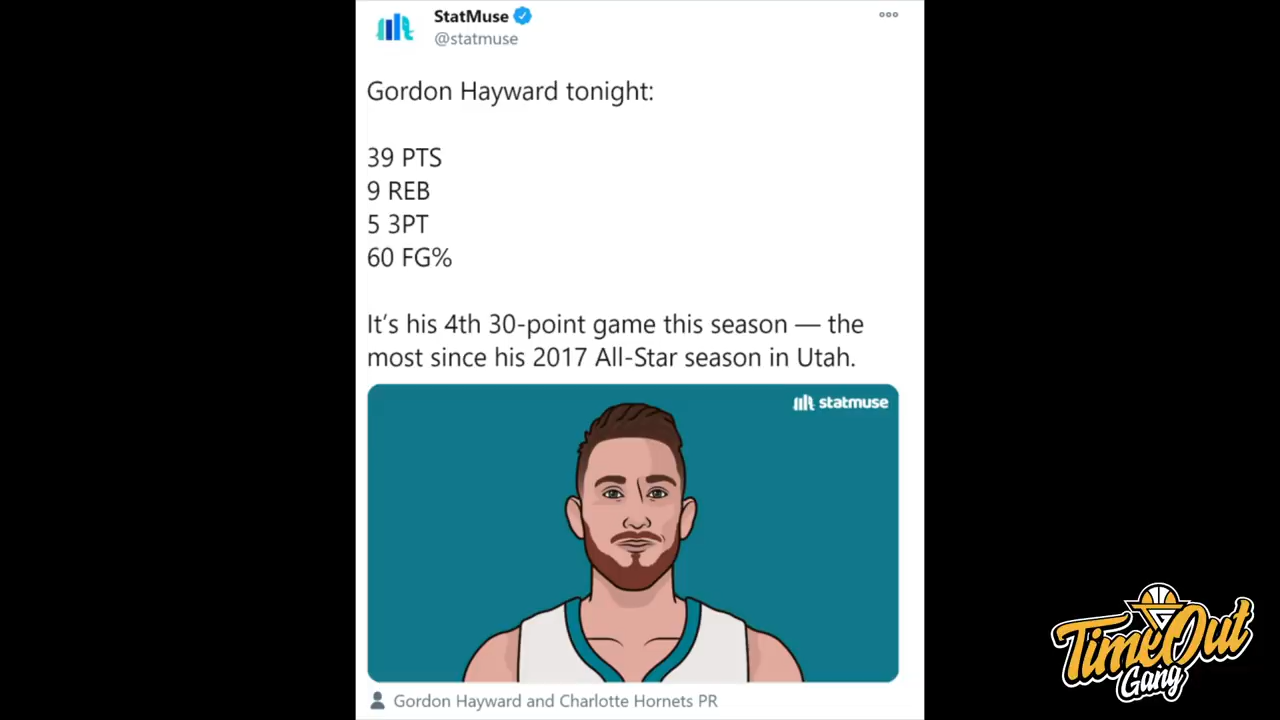 StatMuse
@statmuse
Gordon Hayward tonight:
39 PTS
9 REB
5 3PT
60 FG%
It's his 4th 30-point game this season — the
most since his 2017 All-Star season in Utah.
statmuse
Gordon Hayward and Charlotte Hornets PR
TimeOut
Gang